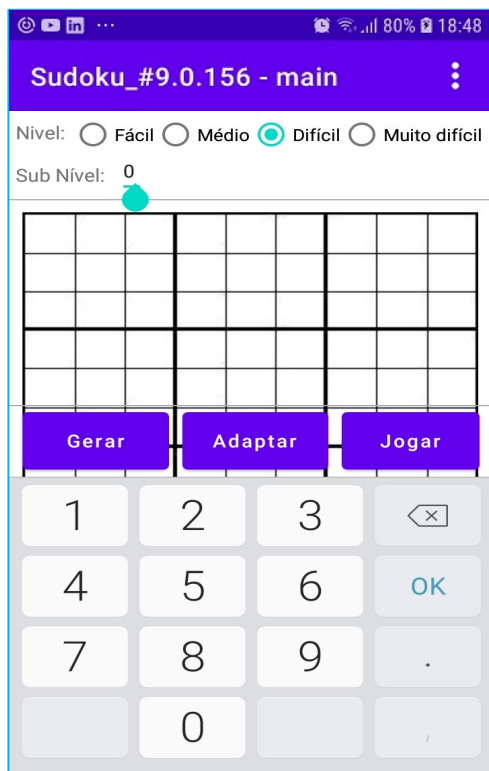 80% 18:48
Sudoku_#9.0.156 - main
Nivel: Fácil Médio Difícil Muito difícil
Sub Nível: 0
Gerar Adaptar Jogar
1 2 3
4 5 6 OK
7 8 9 .
0 ,